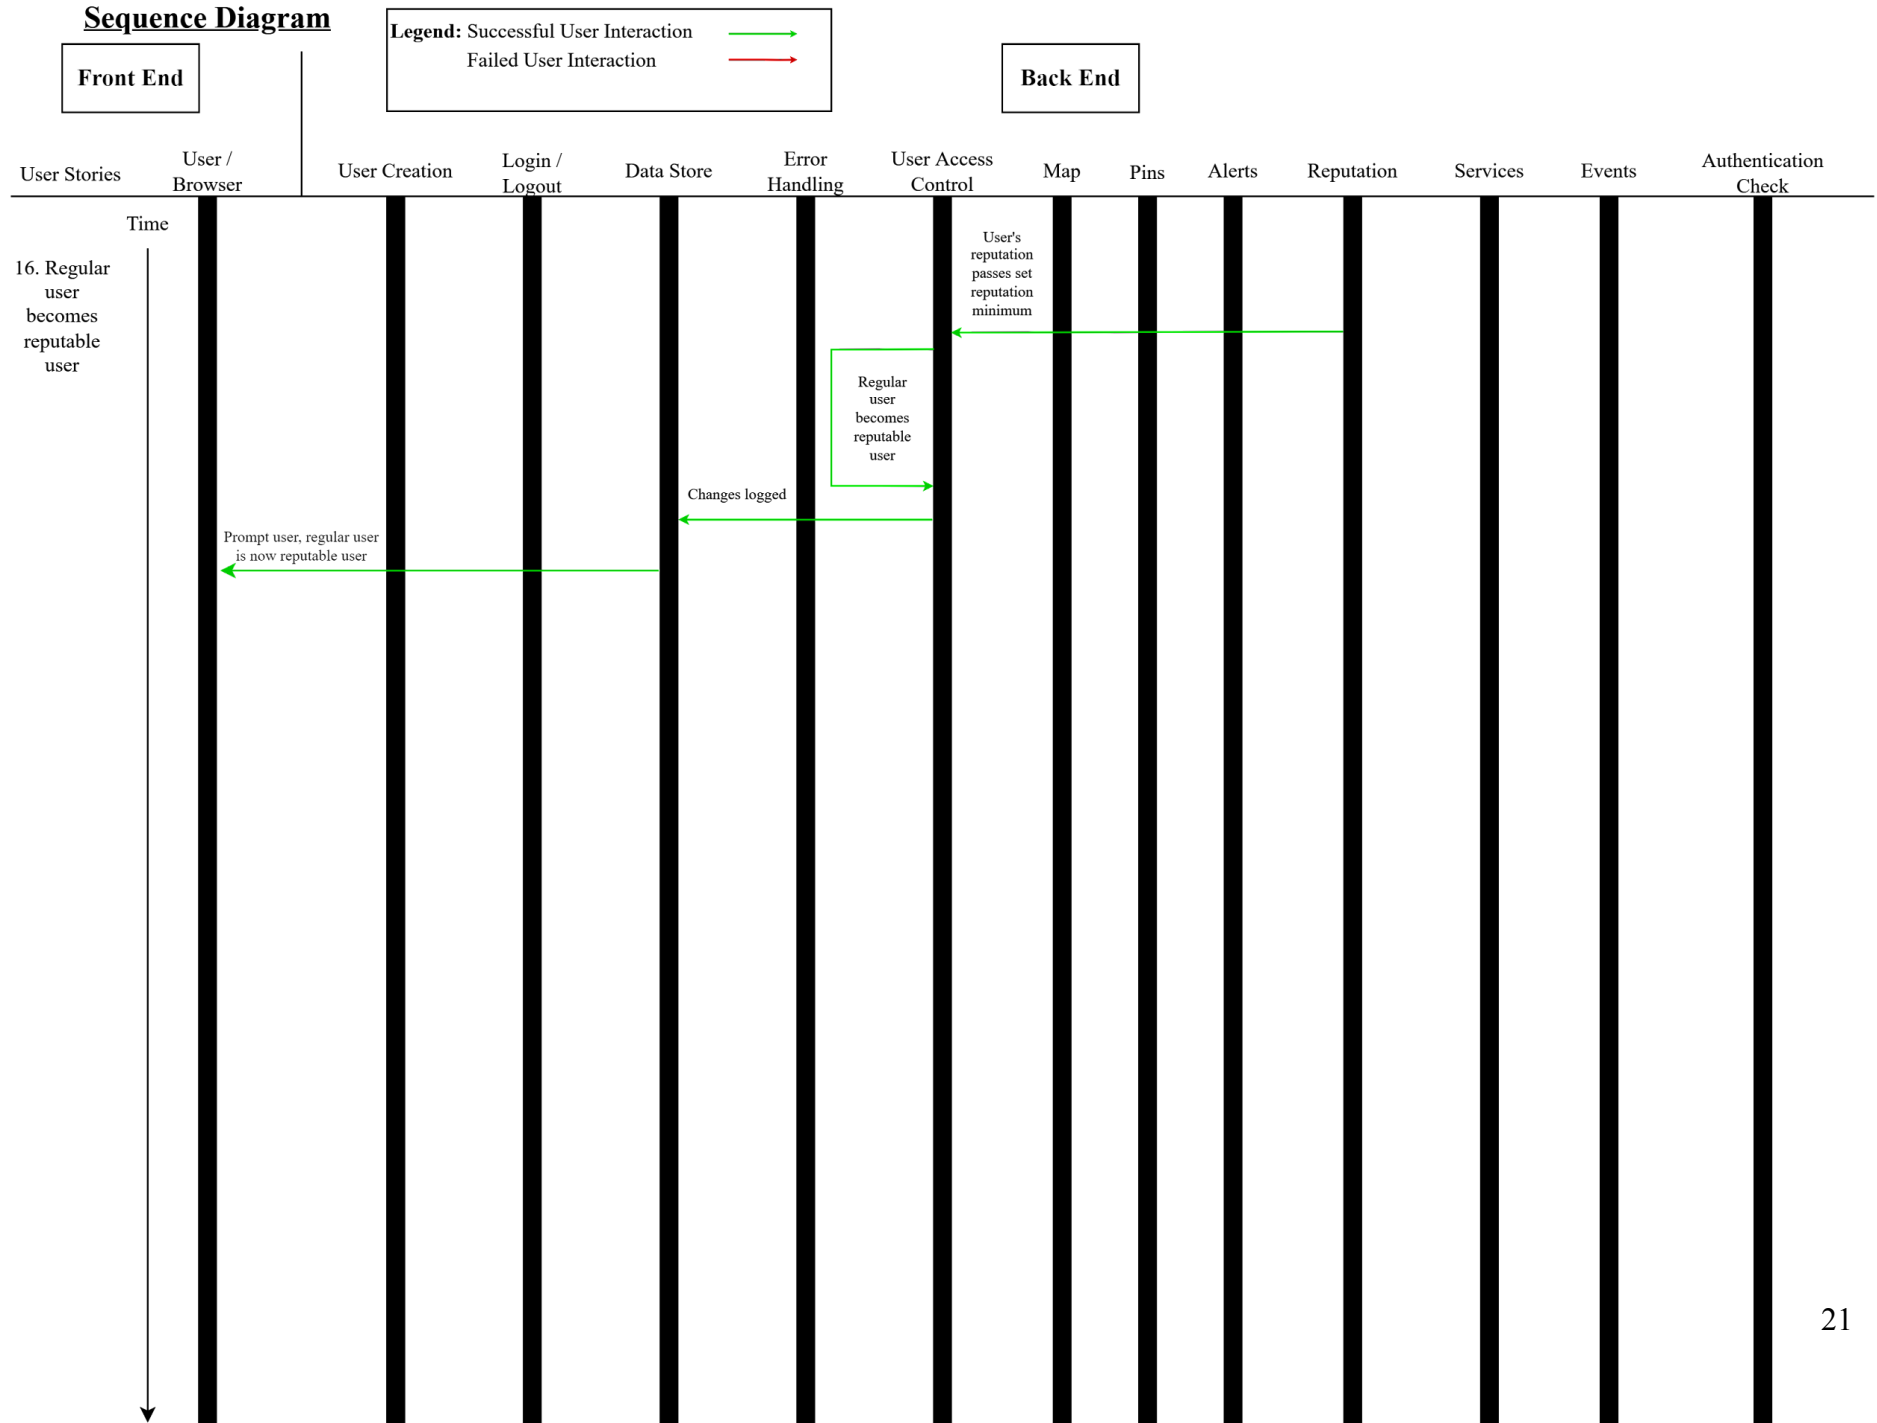 Sequence Diagram
Legend: Successful User Interaction
Failed User Interaction
Front End
Back End
User Stories
User /
Browser
User Creation
Login /
Logout
Data Store
Error
Handling
User Access
Control
Map
Pins
Alerts
Reputation
Services
Events
Authentication
Check
Time
16. Regular
user
becomes
reputable
user
User's
reputation
passes set
reputation
minimum
Regular
user
becomes
reputable
user
Changes logged
Prompt user, regular user
is now reputable user
21